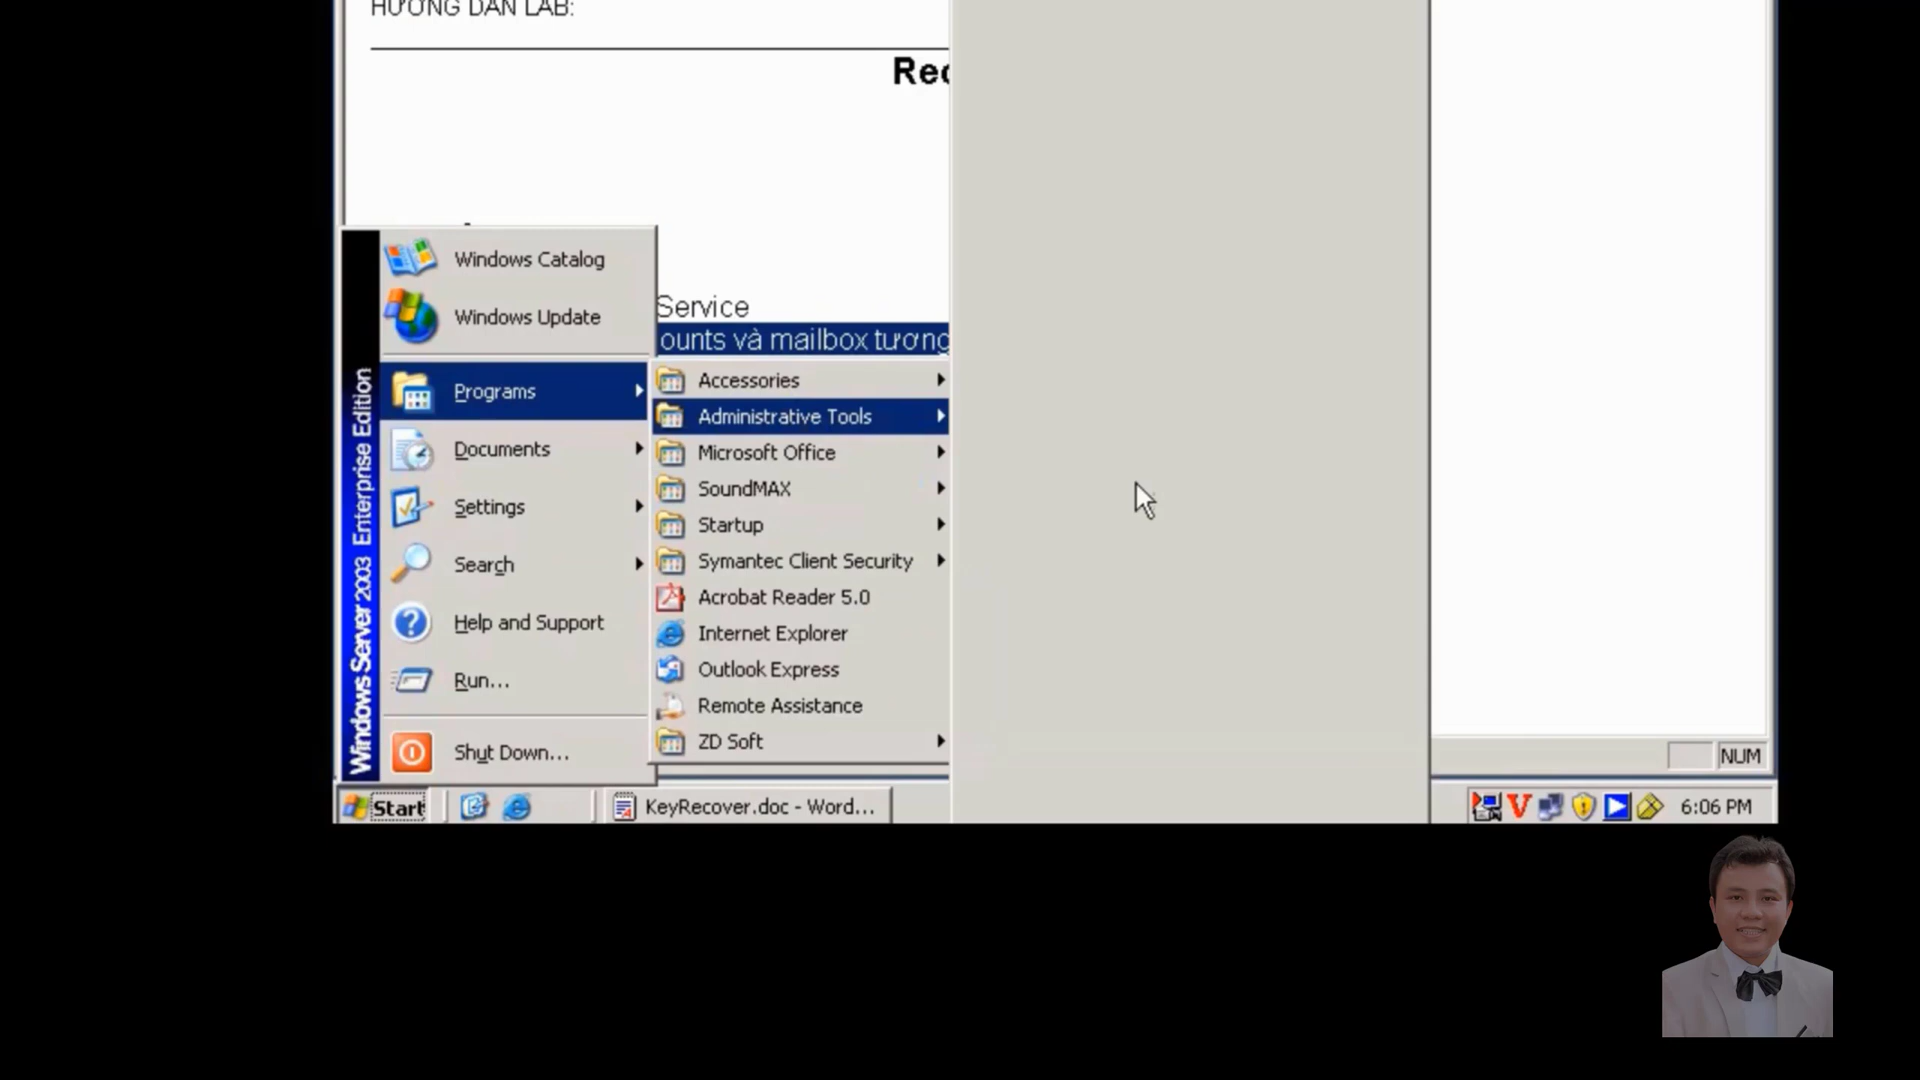 HƯỚNG DẪN LAB:
Rec
Windows Catalog
Windows Update
Service
ounts và mailbox tương
Programs
Documents
Settings
Search
Help and Support
Run...
Shut Down...
Windows Server 2003 Enterprise Edition
Accessories
Administrative Tools
Microsoft Office
SoundMAX
Startup
Symantec Client Security
Acrobat Reader 5.0
Internet Explorer
Outlook Express
Remote Assistance
ZD Soft
NUM
Start
KeyRecover.doc - Word...
6:06 PM